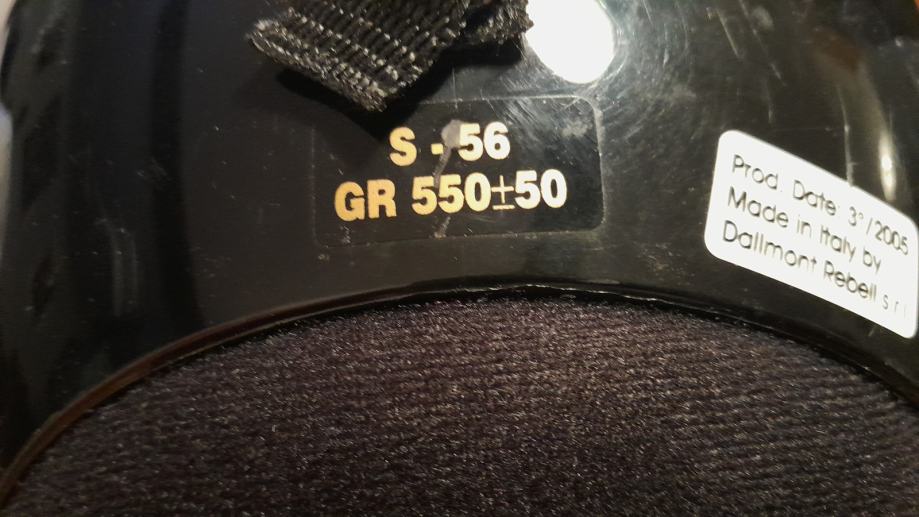 S - 56
GR 550±50
Prod. Date 3°/2005
Made in Italy by
Dallmont Rebell s r l